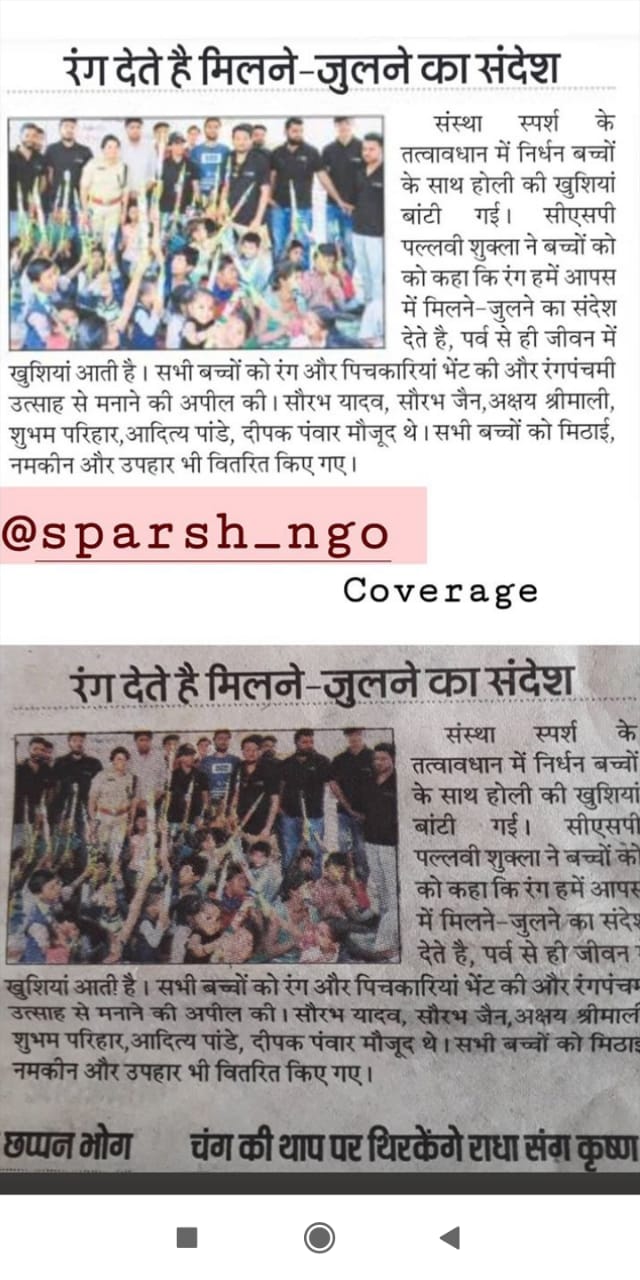 रंग देते है मिलने-जुलने का संदेश
संस्था स्पर्श के
तत्वावधान में निर्धन बच्चों
के साथ होली की खुशियां
बांटी गई। सीएसपी
पल्लवी शुक्ला ने बच्चों को
को कहा कि रंग हमें आपस
में मिलने-जुलने का संदेश
देते है, पर्व से ही जीवन में
खुशियां आती है। सभी बच्चों को रंग और पिचकारियां भेंट की और रंगपंचमी
उत्साह से मनाने की अपील की। सौरभ यादव, सौरभ जैन,अक्षय श्रीमाली,
शुभम परिहार,आदित्य पांडे, दीपक पंवार मौजूद थे। सभी बच्चों को मिठाई,
नमकीन और उपहार भी वितरित किए गए।
@sparsh_ngo
Coverage
रंग देते है मिलने-जुलने का संदेश
संस्था स्पर्श के
तत्वावधान में निर्धन बच्चों
के साथ होली की खुशियां
बांटी गई। सीएसपी
पल्लवी शुक्ला ने बच्चों को
को कहा कि रंग हमें आपस
में मिलने-जुलने का संदे
देते है, पर्व से ही जीवन
खुशियां आती है। सभी बच्चों को रंग और पिचकारियां भेंट की और रंगपंचम
उत्साह से मनाने की अपील की। सौरभ यादव, सौरभ जैन,अक्षय श्रीमाल
शुभम परिहार,आदित्य पांडे, दीपक पंवार मौजूद थे। सभी बच्चों को मिठाइ
नमकीन और उपहार भी वितरित किए गए।
छप्पन भोग चंग की थाप पर थिरकेंगे राधा संग कृष्ण